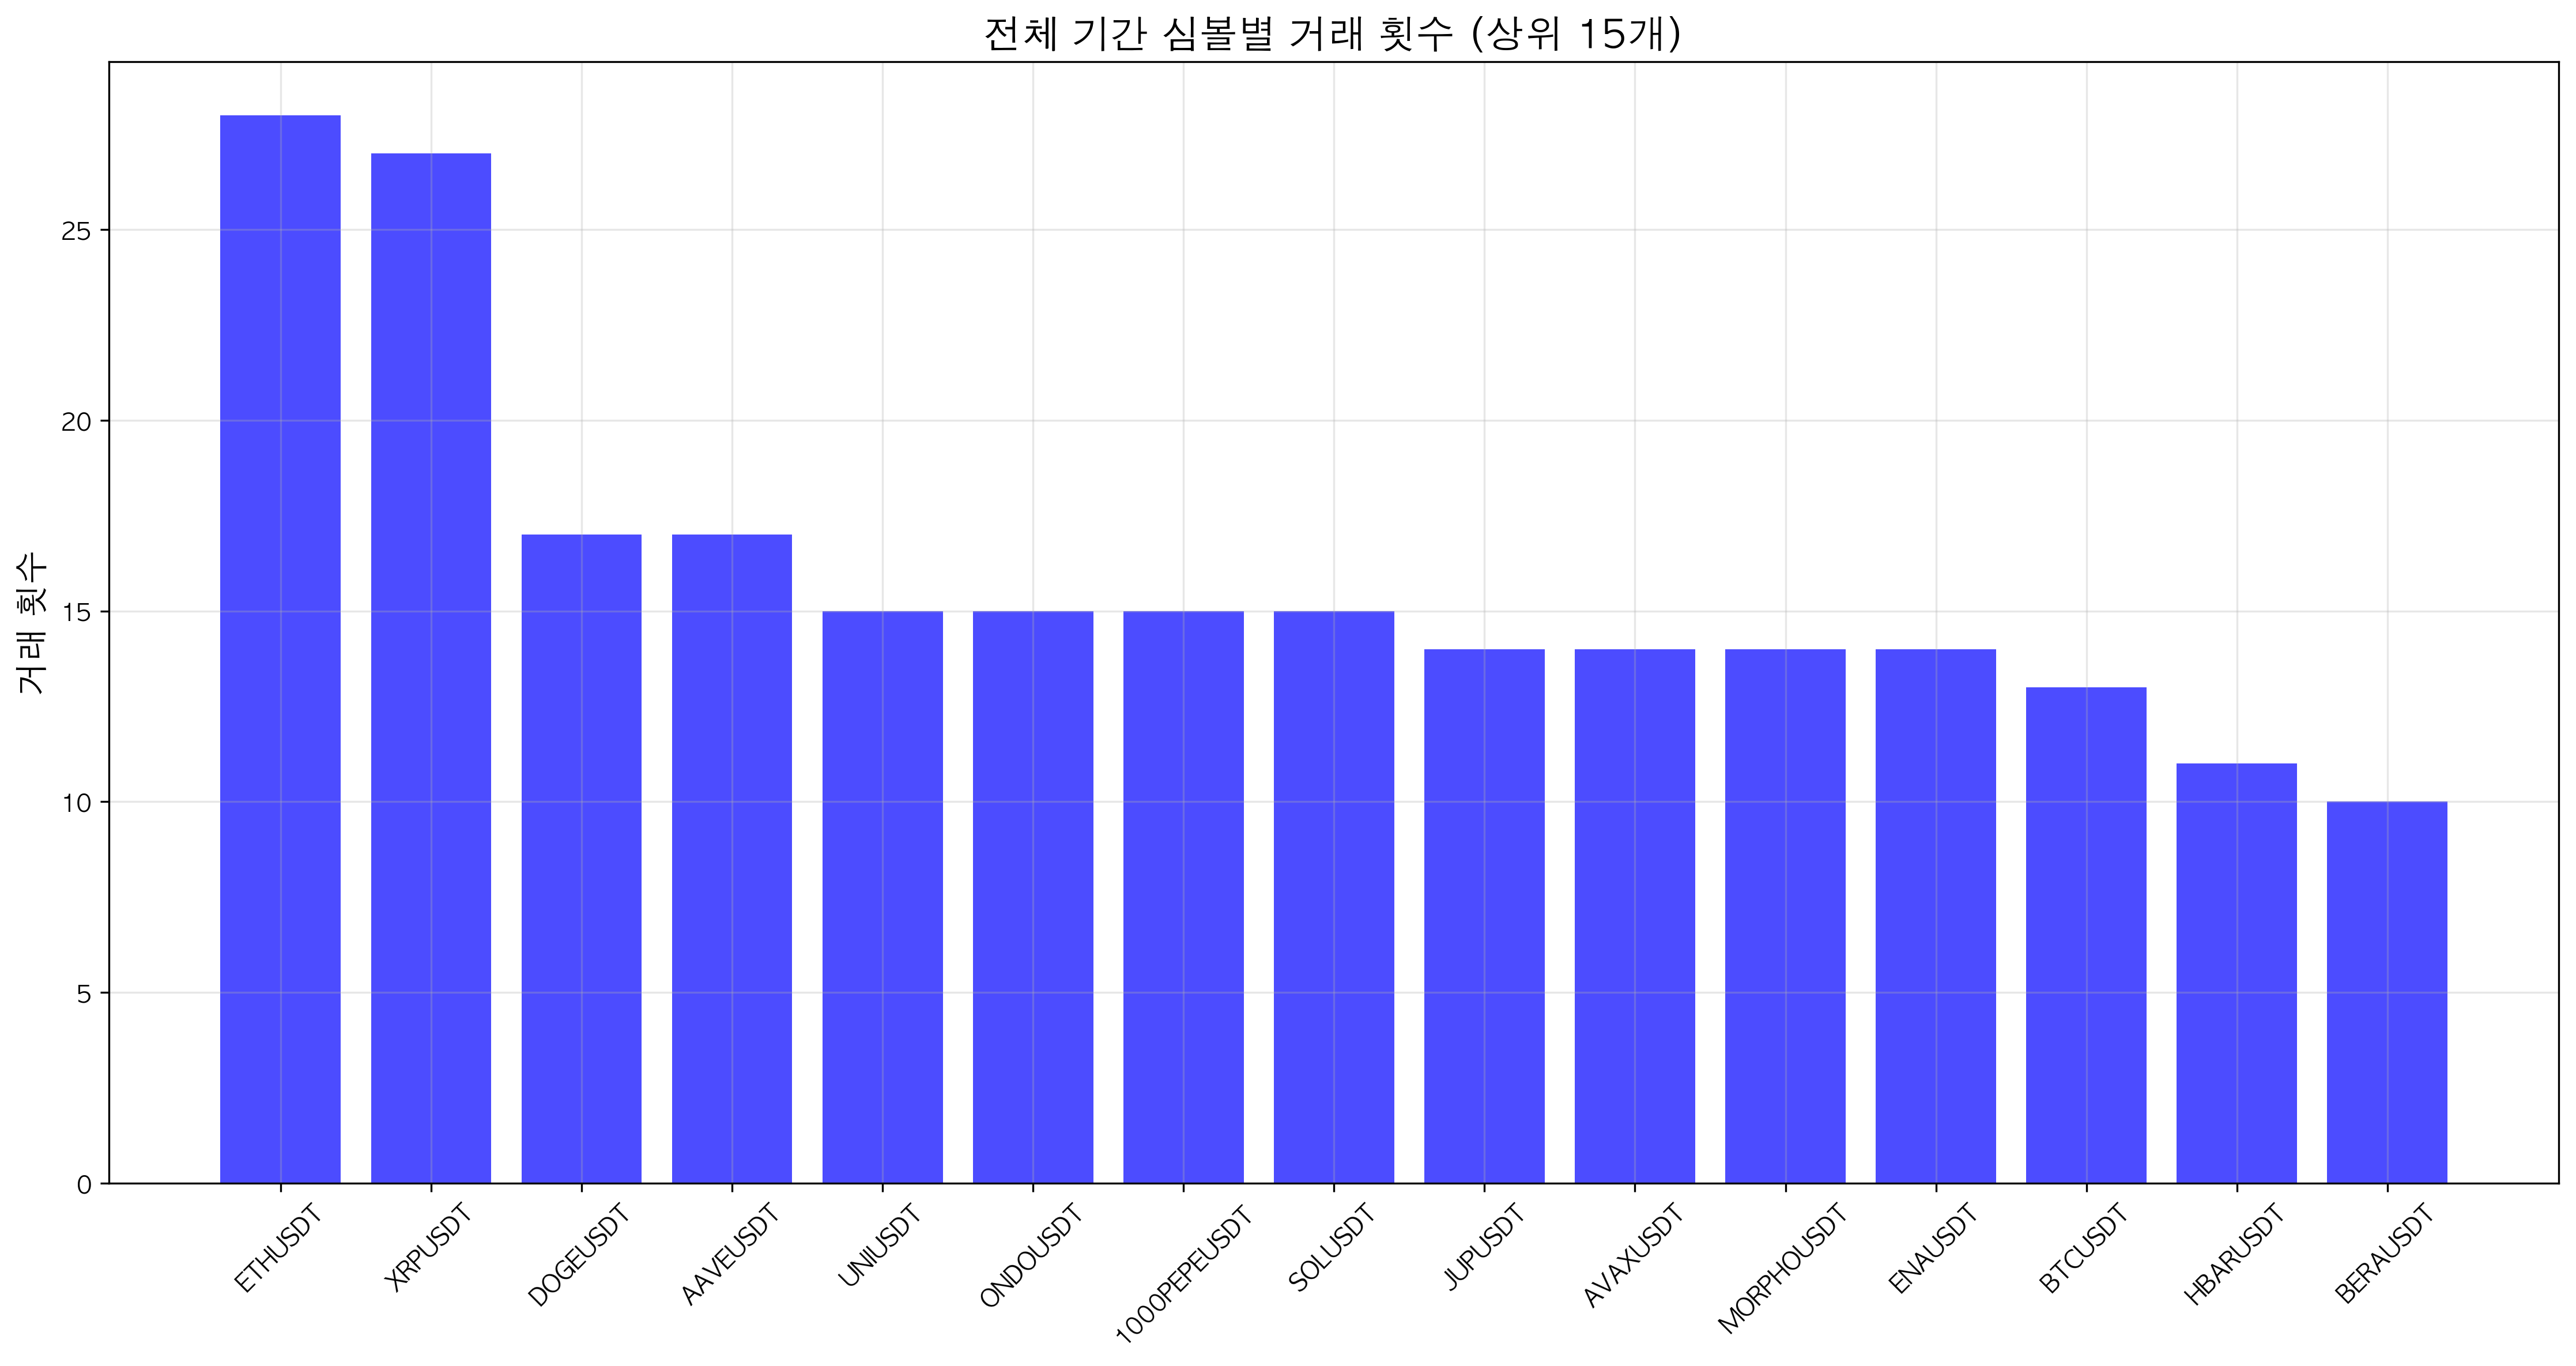 전체 기간 심볼별 거래 횟수 (상위 15개)
거래 횟수
25
20
15
10
5
0
ETHUSDT
XRPUSDT
DOGEUSDT
AAVEUSDT
UNIUSDT
ONDOUSDT
1000PEPEUSDT
SOLUSDT
JUPUSDT
AVAXUSDT
MORPHOUSDT
ENAUSDT
BTCUSDT
HBARUSDT
BERAUSDT